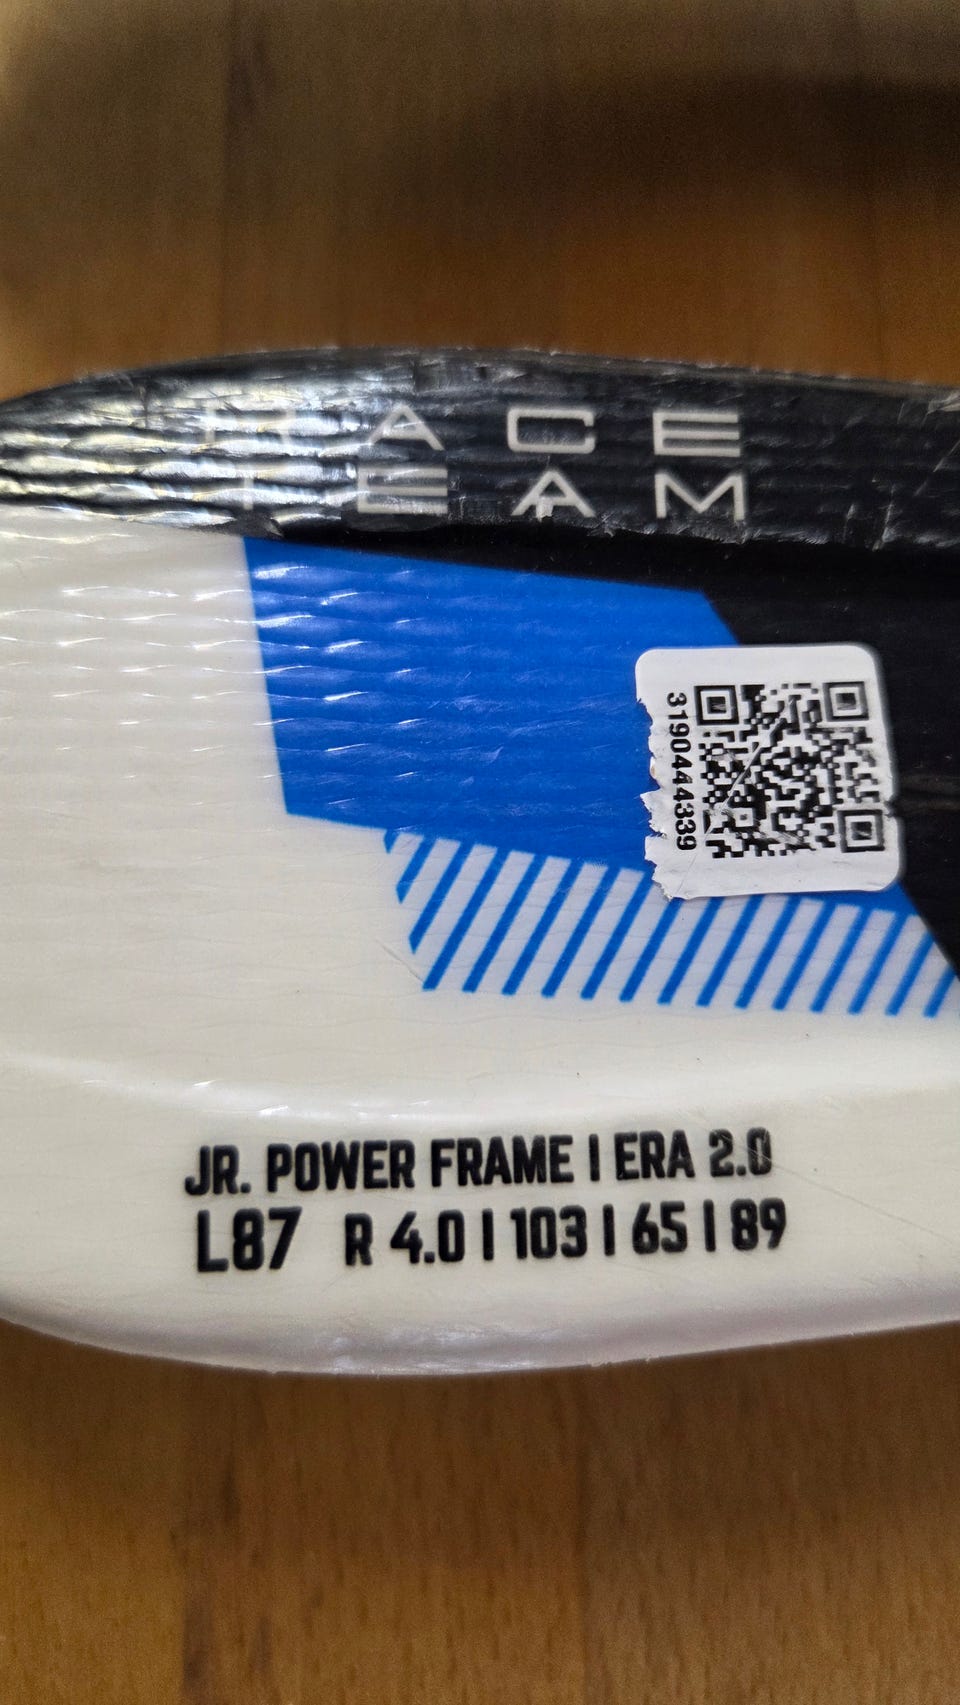 RACE
TEAM
3190444339
JR. POWER FRAME | ERA 2.0
L87 R 4.0 | 103 | 65 | 89